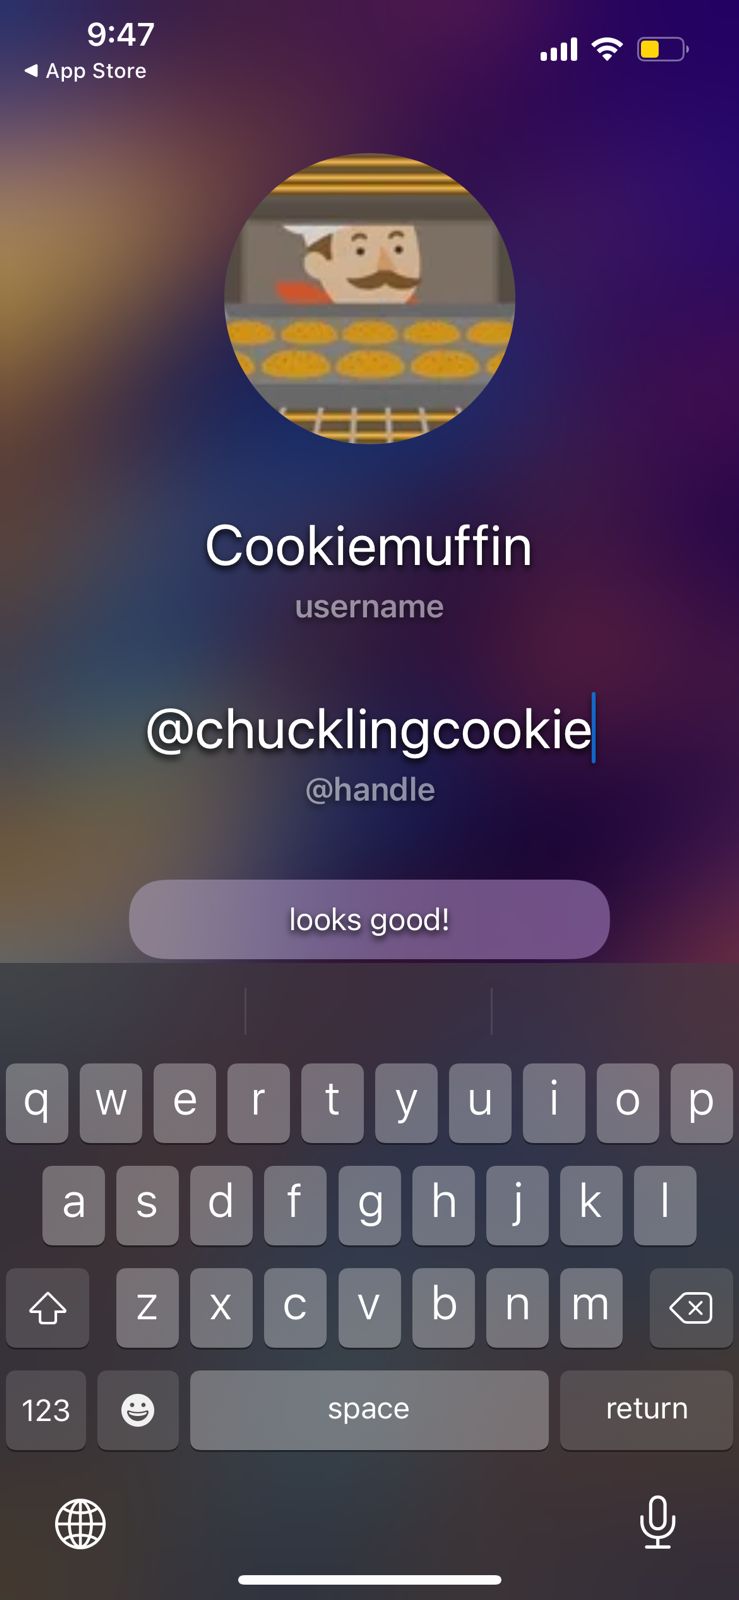 9:47
App Store
Cookiemuffin
username
@chucklingcookie
@handle
looks good!
q w e r t y u i o p
a s d f g h j k l
z x c v b n m
123 space return